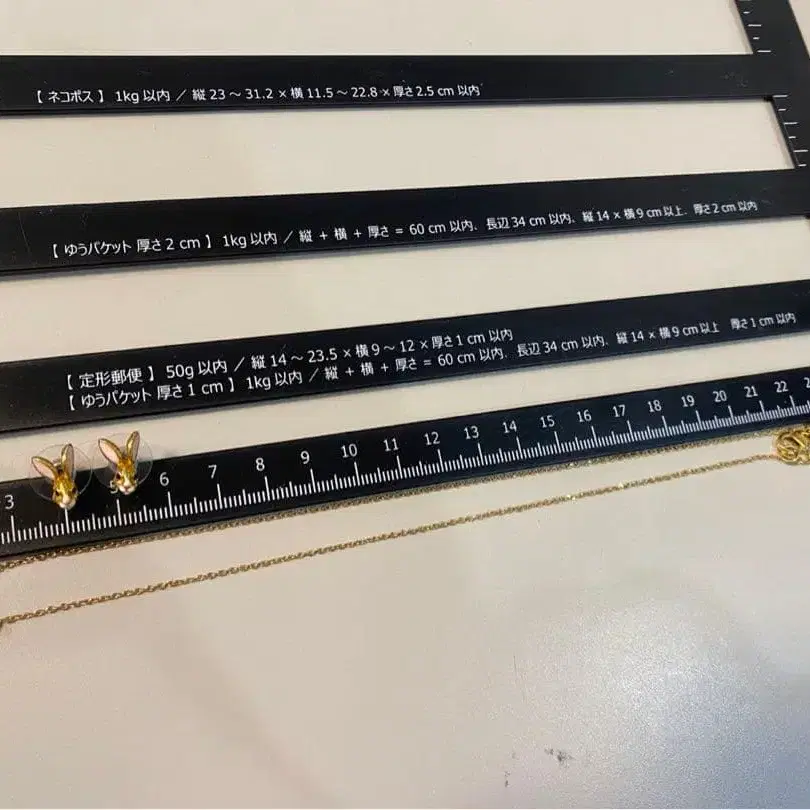 【 ネコポス 】 1kg 以内 ／ 縦 23 ～ 31.2 × 横 11.5 ～ 22.8 × 厚さ 2.5 cm 以内
【 ゆうパケット 厚さ 2 cm 】 1kg 以内 ／ 縦 + 横 + 厚さ = 60 cm 以内、長辺 34 cm 以内、縦 14 × 横 9 cm 以上 厚さ 2 cm 以内
【 定形郵便 】 50g 以内 ／ 縦 14 ～ 23.5 × 横 9 ～ 12 × 厚さ 1 cm 以内
【 ゆうパケット 厚さ 1 cm 】 1kg 以内 ／ 縦 + 横 + 厚さ = 60 cm 以内、長辺 34 cm 以内、縦 14 × 横 9 cm 以上 厚さ 1 cm 以内
3 5 6 7 8 9 10 11 12 13 14 15 16 17 18 19 20 21 22